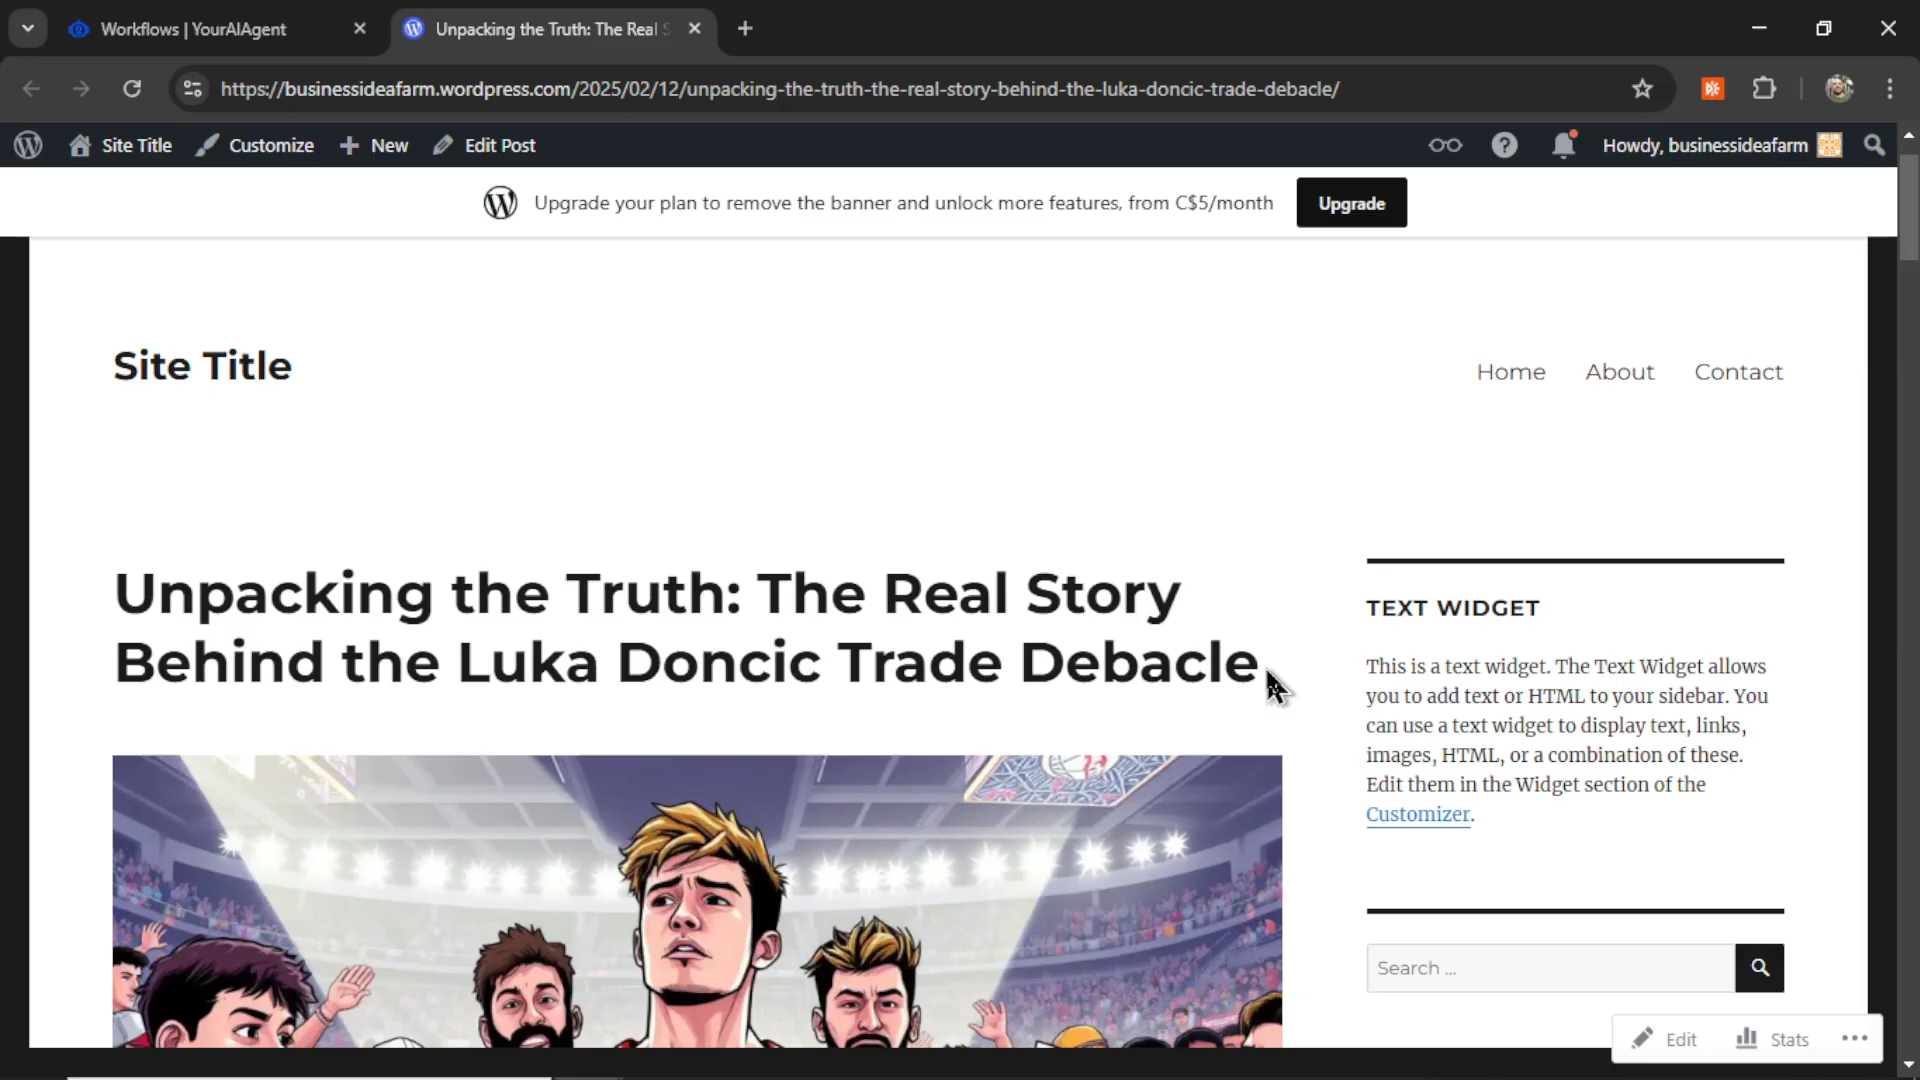 Workflows | YourAIAgent
Unpacking the Truth: The Real S
https://businessideafarm.wordpress.com/2025/02/12/unpacking-the-truth-the-real-story-behind-the-luka-doncic-trade-debacle/
Site Title
Customize
New
Edit Post
Howdy, businessideafarm
Upgrade your plan to remove the banner and unlock more features, from C$5/month
Upgrade
Site Title
Home
About
Contact
Unpacking the Truth: The Real Story
Behind the Luka Doncic Trade Debacle
TEXT WIDGET
This is a text widget. The Text Widget allows
you to add text or HTML to your sidebar. You
can use a text widget to display text, links,
images, HTML, or a combination of these.
Edit them in the Widget section of the
Customizer.
Search ...
Edit
Stats